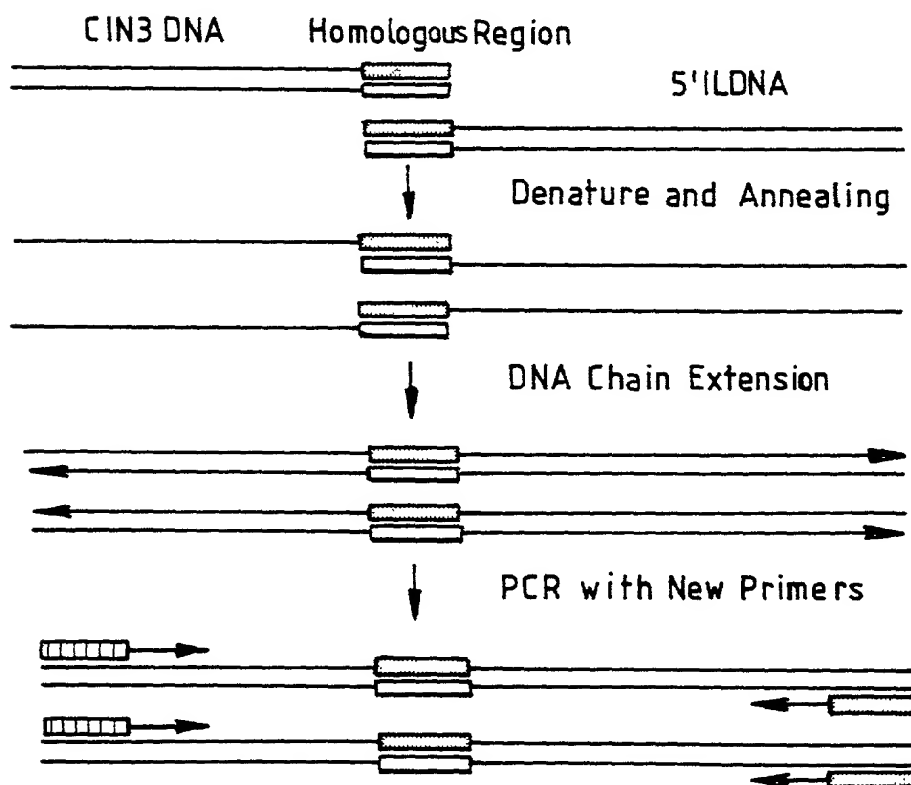 CIN3 DNA
Homologous Region
5'ILDNA
Denature and Annealing
DNA Chain Extension
PCR with New Primers